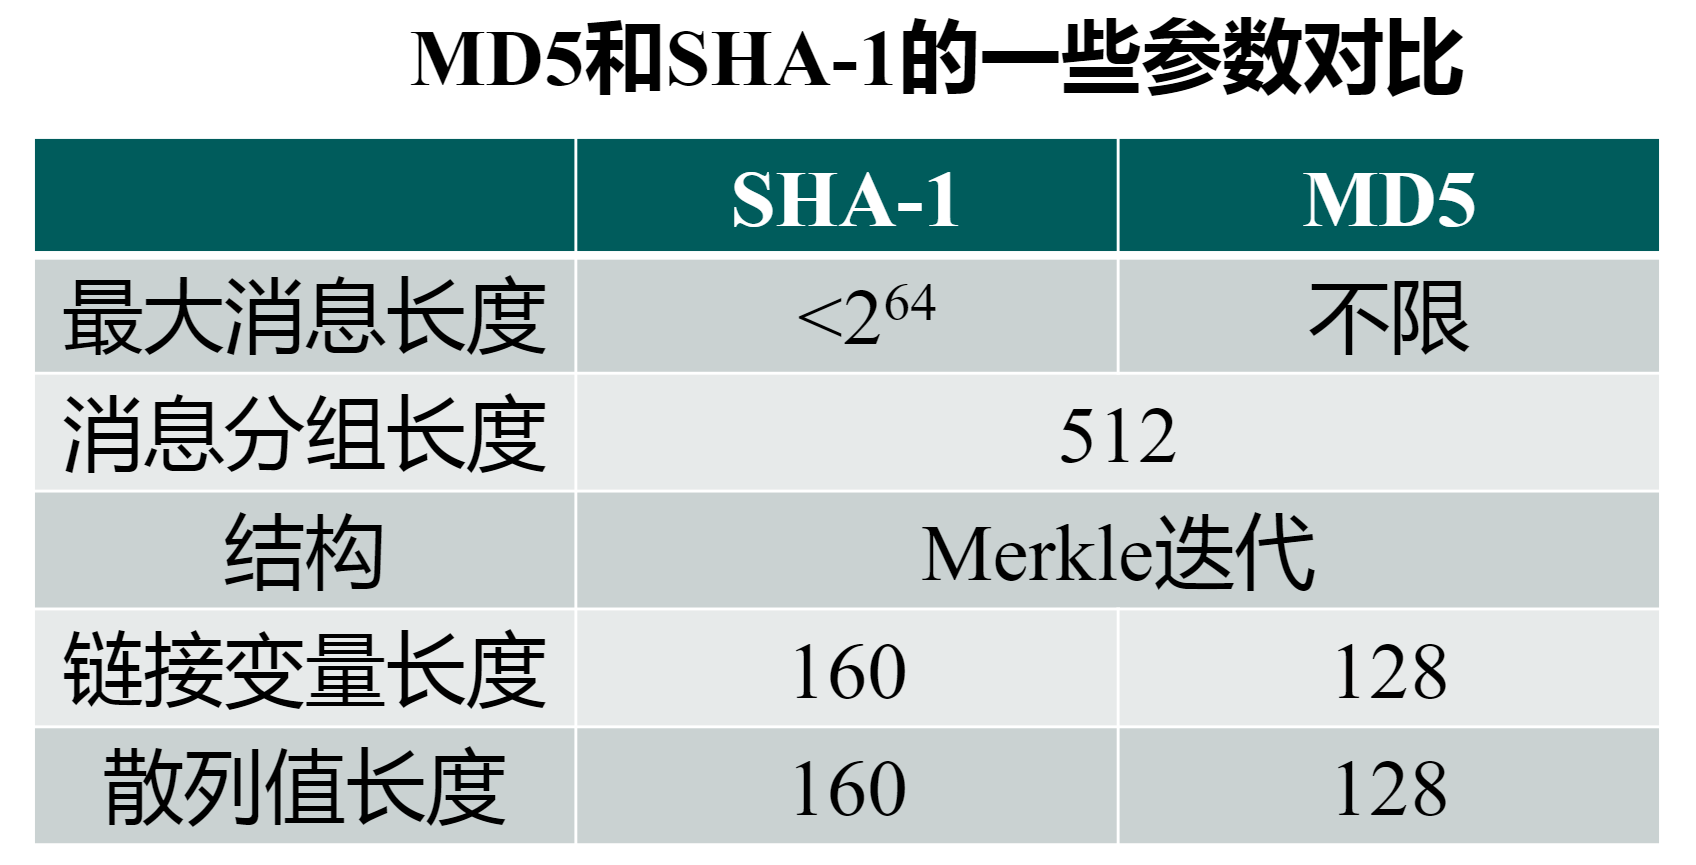 MD5和SHA-1的一些参数对比
SHA-1 MD5
最大消息长度 <2⁶⁴ 不限
消息分组长度 512
结构 Merkle迭代
链接变量长度 160 128
散列值长度 160 128